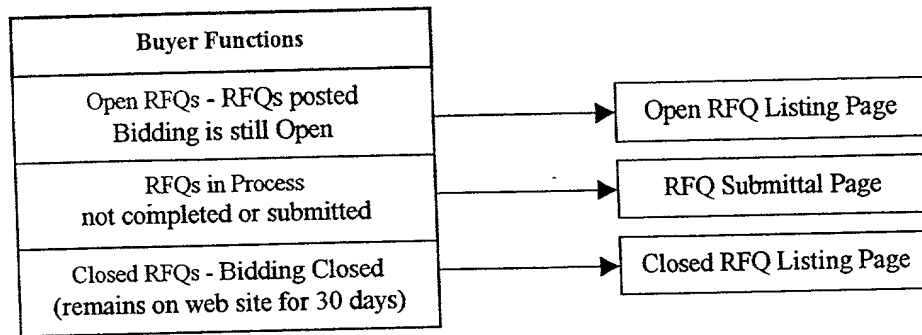 Buyer Functions
Open RFQs - RFQs posted
Bidding is still Open
Open RFQ Listing Page
RFQs in Process
not completed or submitted
RFQ Submittal Page
Closed RFQs - Bidding Closed
(remains on web site for 30 days)
Closed RFQ Listing Page